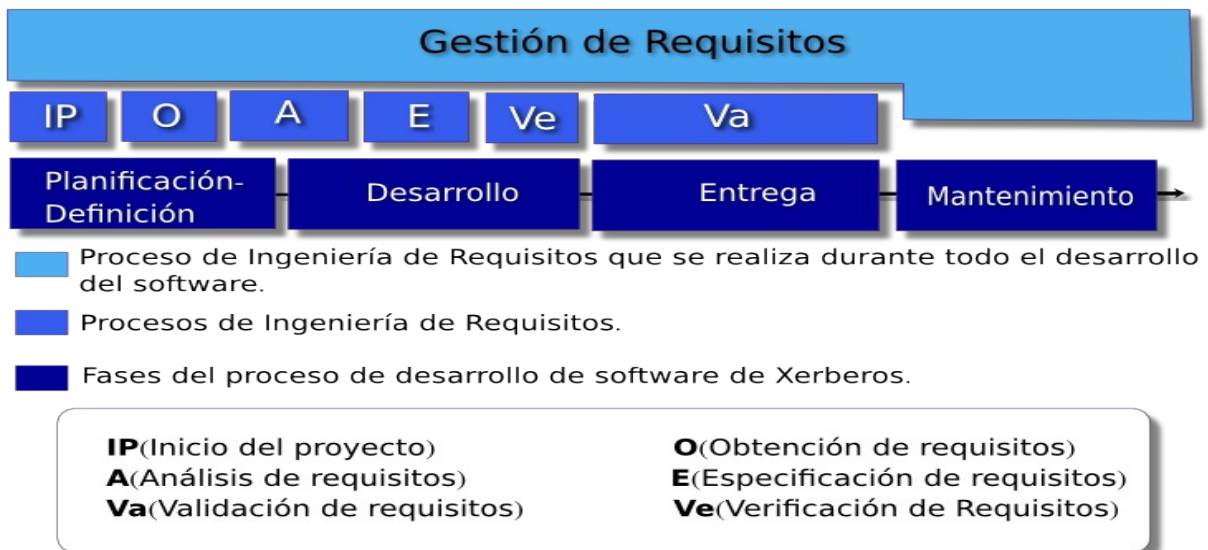 Gestión de Requisitos
IP O A E Ve Va
Planificación-
Definición
Desarrollo
Entrega
Mantenimiento
Proceso de Ingeniería de Requisitos que se realiza durante todo el desarrollo
del software.
Procesos de Ingeniería de Requisitos.
Fases del proceso de desarrollo de software de Xerberos.
IP(Inicio del proyecto) O(Obtención de requisitos)
A(Análisis de requisitos) E(Especificación de requisitos)
Va(Validación de requisitos) Ve(Verificación de Requisitos)